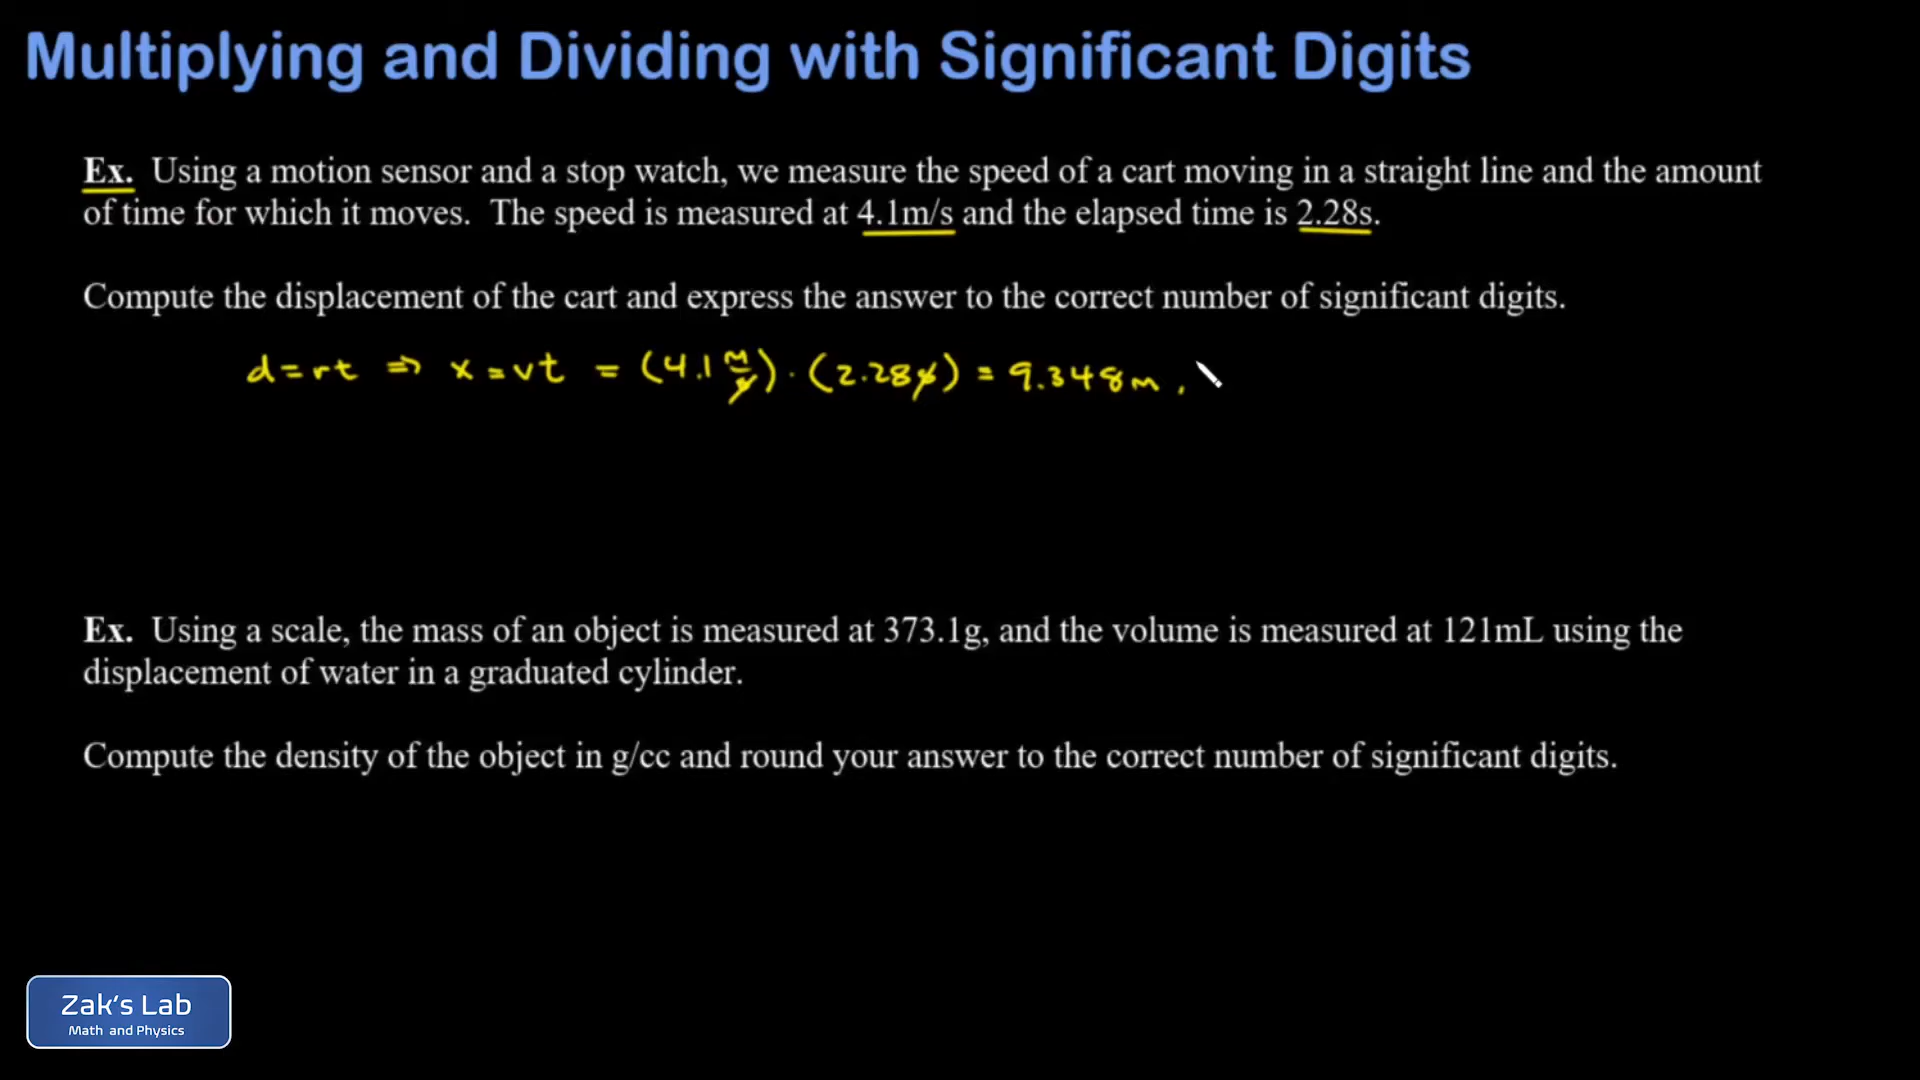 Multiplying and Dividing with Significant Digits
Ex. Using a motion sensor and a stop watch, we measure the speed of a cart moving in a straight line and the amount
of time for which it moves. The speed is measured at 4.1m/s and the elapsed time is 2.28s.
Compute the displacement of the cart and express the answer to the correct number of significant digits.
d = rt ⇒ x = vt = (4.1 m/s) · (2.28 s) = 9.348 m ,
Ex. Using a scale, the mass of an object is measured at 373.1g, and the volume is measured at 121mL using the
displacement of water in a graduated cylinder.
Compute the density of the object in g/cc and round your answer to the correct number of significant digits.
Zak's Lab
Math and Physics